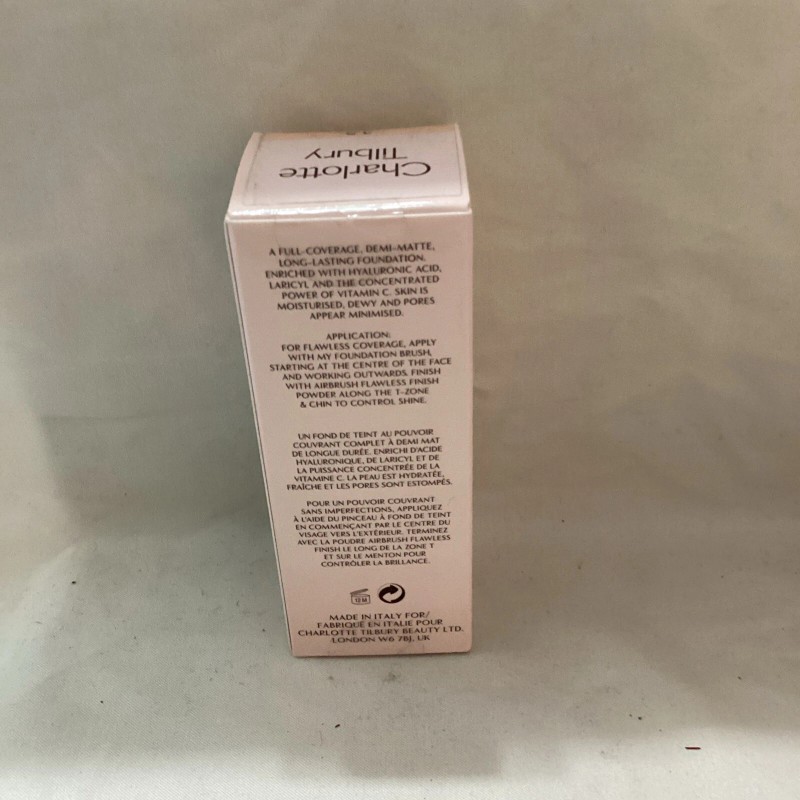 Charlotte
Tilbury
A FULL-COVERAGE, DEMI-MATTE,
LONG-LASTING FOUNDATION.
ENRICHED WITH HYALURONIC ACID,
LARICYL AND THE CONCENTRATED
POWER OF VITAMIN C. SKIN IS
MOISTURISED, DEWY AND PORES
APPEAR MINIMISED.
APPLICATION:
FOR FLAWLESS COVERAGE, APPLY
WITH MY FOUNDATION BRUSH,
STARTING AT THE CENTRE OF THE FACE
AND WORKING OUTWARDS. FINISH
WITH AIRBRUSH FLAWLESS FINISH
POWDER ALONG THE T-ZONE
& CHIN TO CONTROL SHINE.
UN FOND DE TEINT AU POUVOIR
COUVRANT COMPLET À DEMI MAT
DE LONGUE DURÉE. ENRICHI D'ACIDE
HYALURONIQUE, DE LARICYL ET DE
LA PUISSANCE CONCENTRÉE DE LA
VITAMINE C. LA PEAU EST HYDRATÉE,
FRAÎCHE ET LES PORES SONT ESTOMPÉS.
POUR UN POUVOIR COUVRANT
SANS IMPERFECTIONS, APPLIQUEZ
À L'AIDE DU PINCEAU À FOND DE TEINT
EN COMMENÇANT PAR LE CENTRE DU
VISAGE VERS L'EXTÉRIEUR. TERMINEZ
AVEC LA POUDRE AIRBRUSH FLAWLESS
FINISH LE LONG DE LA ZONE T
ET SUR LE MENTON POUR
CONTRÔLER LA BRILLANCE.
12 M
MADE IN ITALY FOR/
FABRIQUÉ EN ITALIE POUR
CHARLOTTE TILBURY BEAUTY LTD.
LONDON W6 7BJ, UK